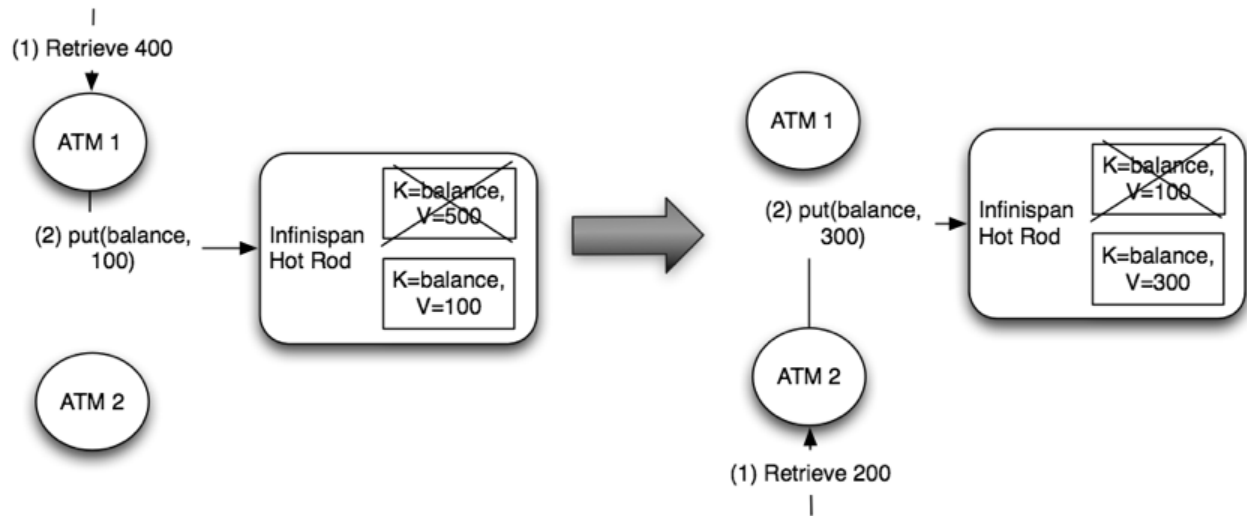 (1) Retrieve 400
ATM 1
(2) put(balance,
100)
Infinispan
Hot Rod
K=balance,
V=500
K=balance,
V=100
ATM 2
ATM 1
(2) put(balance,
300)
Infinispan
Hot Rod
K=balance,
V=100
K=balance,
V=300
ATM 2
(1) Retrieve 200